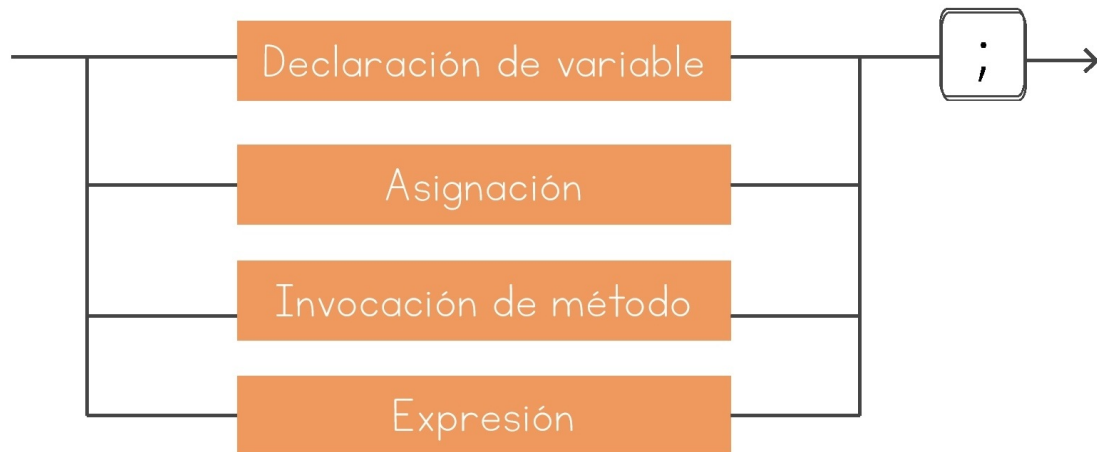 Declaración de variable
;
Asignación
Invocación de método
Expresión